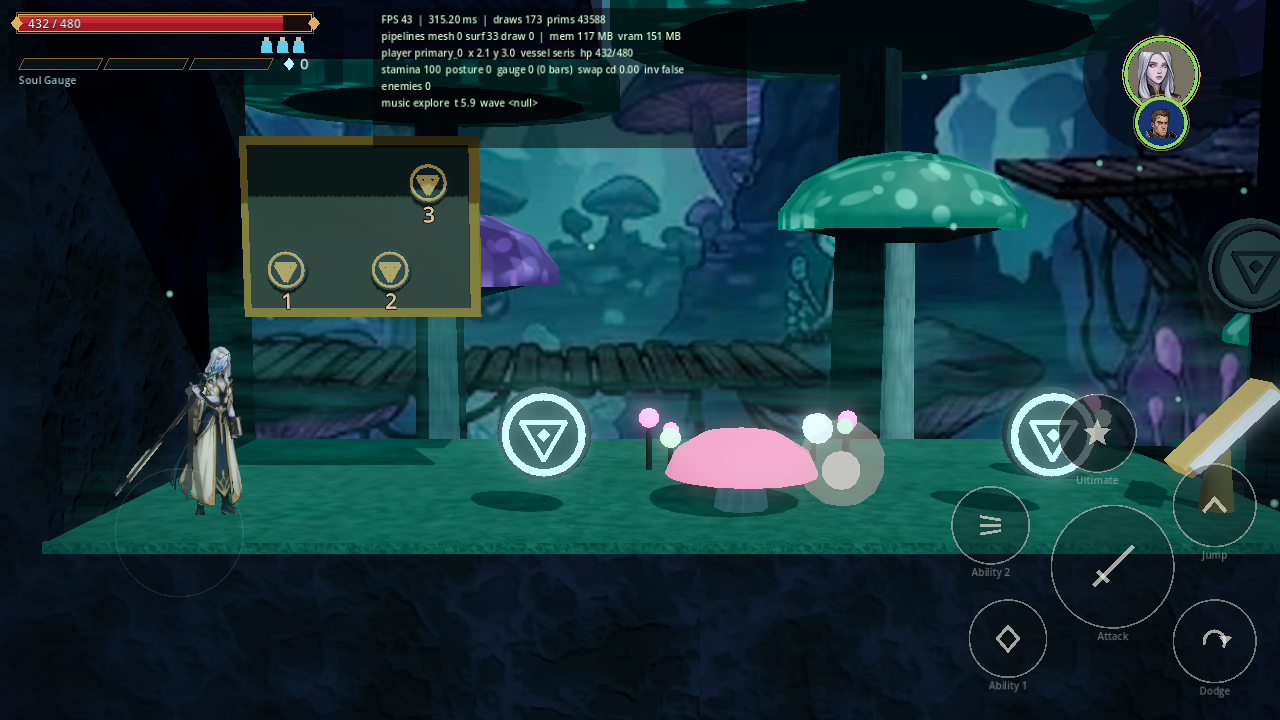 432 / 480
0
Soul Gauge
FPS 43 | 315.20 ms | draws 173 prims 43588
pipelines mesh 0 surf 33 draw 0 | mem 117 MB vram 151 MB
player primary_0 x 2.1 y 3.0 vessel seris hp 432/480
stamina 100 posture 0 gauge 0 (0 bars) swap cd 0.00 inv false
enemies 0
music explore t 5.9 wave <null>
3
1 2
Ultimate
Ability 2
Jump
Attack
Ability 1
Dodge